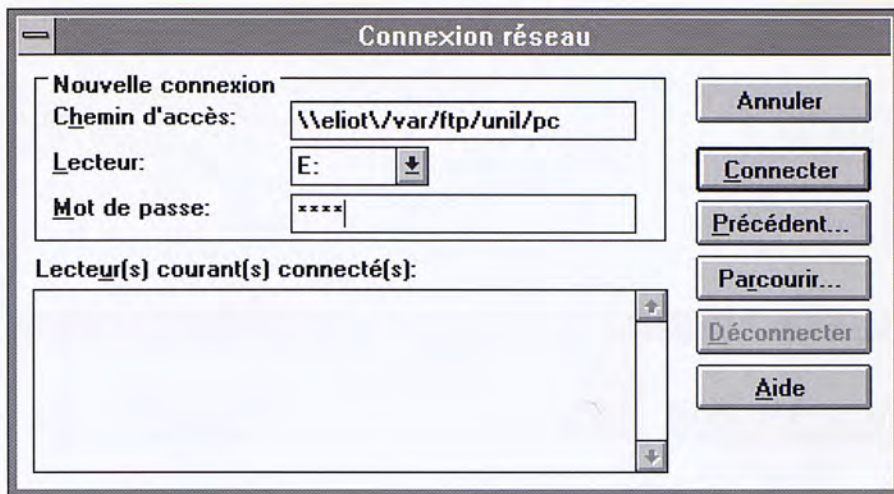 Connexion réseau
Nouvelle connexion
Chemin d'accès: \\eliot\/var/ftp/unil/pc
Lecteur: E:
Mot de passe: ****
Lecteur(s) courant(s) connecté(s):
Annuler
Connecter
Précédent...
Parcourir...
Déconnecter
Aide